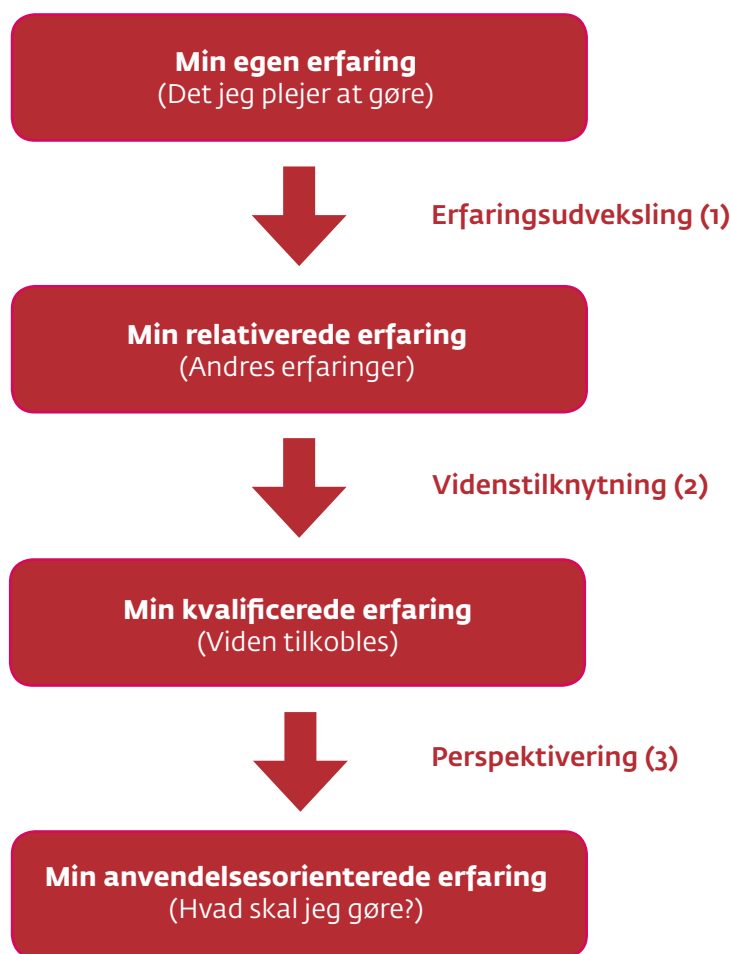 Min egen erfaring
(Det jeg plejer at gøre)
Erfaringsudveksling (1)
Min relativerede erfaring
(Andres erfaringer)
Videnstilknytning (2)
Min kvalificerede erfaring
(Viden tilkobles)
Perspektivering (3)
Min anvendelsesorienterede erfaring
(Hvad skal jeg gøre?)